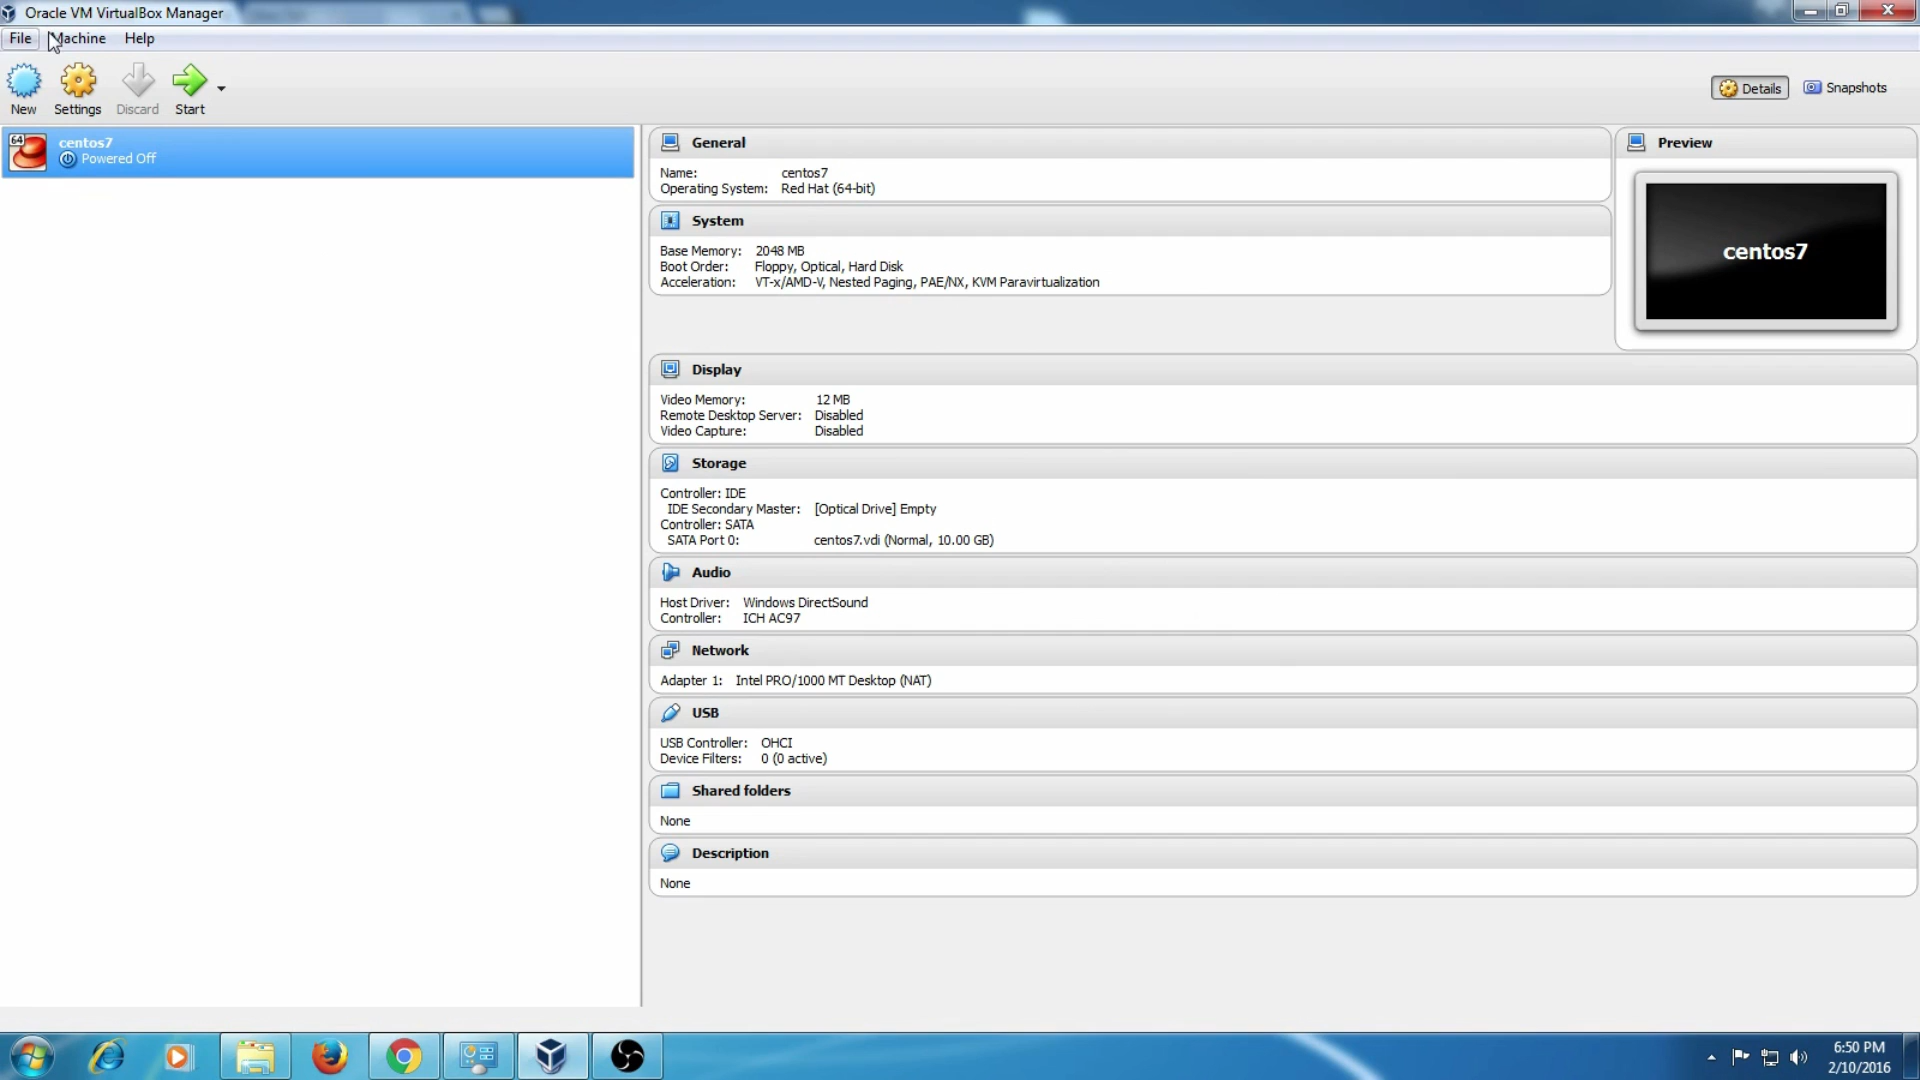 Oracle VM VirtualBox Manager
File Machine Help
New Settings Discard Start
Details Snapshots
64 centos7
Powered Off
General
Name: centos7
Operating System: Red Hat (64-bit)
System
Base Memory: 2048 MB
Boot Order: Floppy, Optical, Hard Disk
Acceleration: VT-x/AMD-V, Nested Paging, PAE/NX, KVM Paravirtualization
Preview
centos7
Display
Video Memory: 12 MB
Remote Desktop Server: Disabled
Video Capture: Disabled
Storage
Controller: IDE
IDE Secondary Master: [Optical Drive] Empty
Controller: SATA
SATA Port 0: centos7.vdi (Normal, 10.00 GB)
Audio
Host Driver: Windows DirectSound
Controller: ICH AC97
Network
Adapter 1: Intel PRO/1000 MT Desktop (NAT)
USB
USB Controller: OHCI
Device Filters: 0 (0 active)
Shared folders
None
Description
None
6:50 PM
2/10/2016